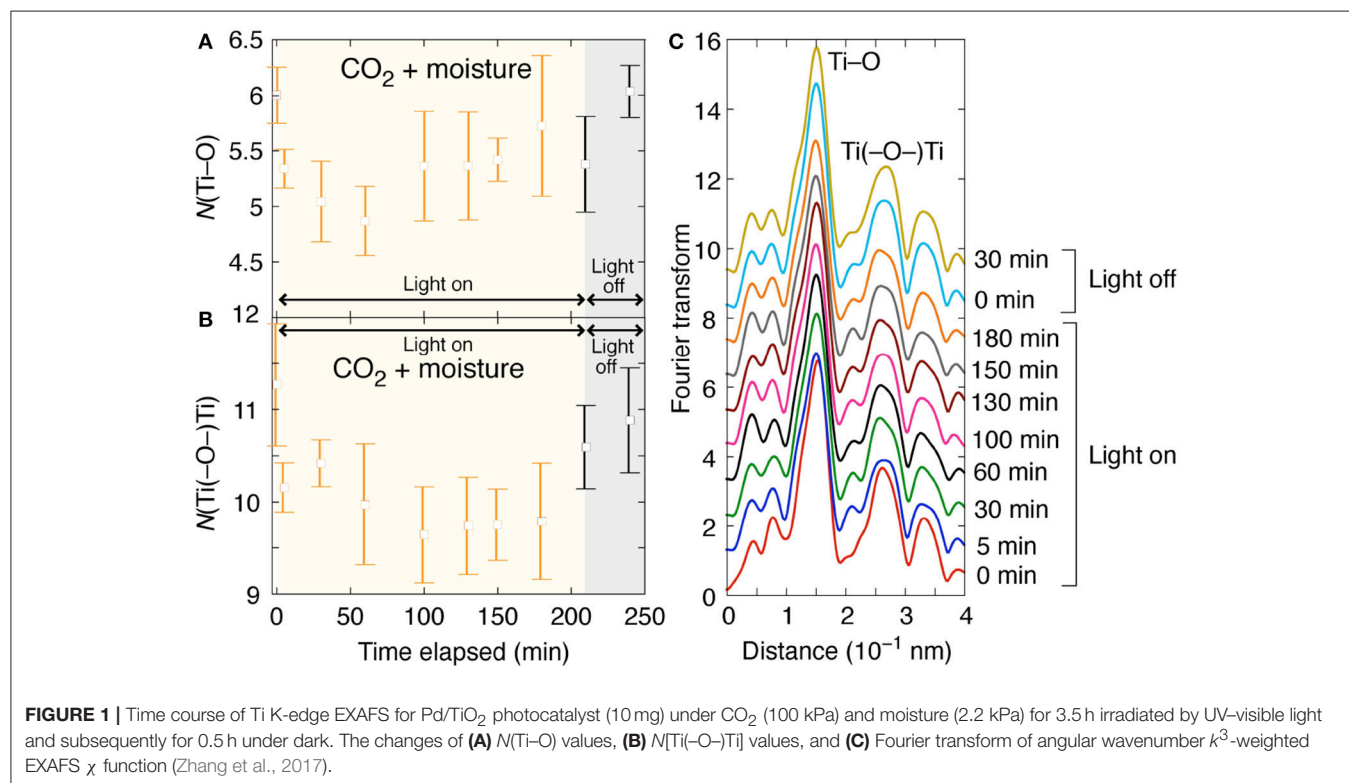 A
6.5
6
5.5
5
4.5
12
N(Ti–O)
CO₂ + moisture
Light on
Light
off
B
11
10
9
N(Ti(–O–)Ti
Light on
Light
off
CO₂ + moisture
0 50 100 150 200 250
Time elapsed (min)
C
16
14
12
10
8
6
4
2
0
Fourier transform
Ti–O
Ti(–O–)Ti
30 min
0 min
Light off
180 min
150 min
130 min
100 min
60 min
30 min
5 min
0 min
Light on
0 1 2 3 4
Distance (10⁻¹ nm)
FIGURE 1 | Time course of Ti K-edge EXAFS for Pd/TiO₂ photocatalyst (10 mg) under CO₂ (100 kPa) and moisture (2.2 kPa) for 3.5 h irradiated by UV–visible light
and subsequently for 0.5 h under dark. The changes of (A) N(Ti–O) values, (B) N[Ti(–O–)Ti] values, and (C) Fourier transform of angular wavenumber k³-weighted
EXAFS χ function (Zhang et al., 2017).